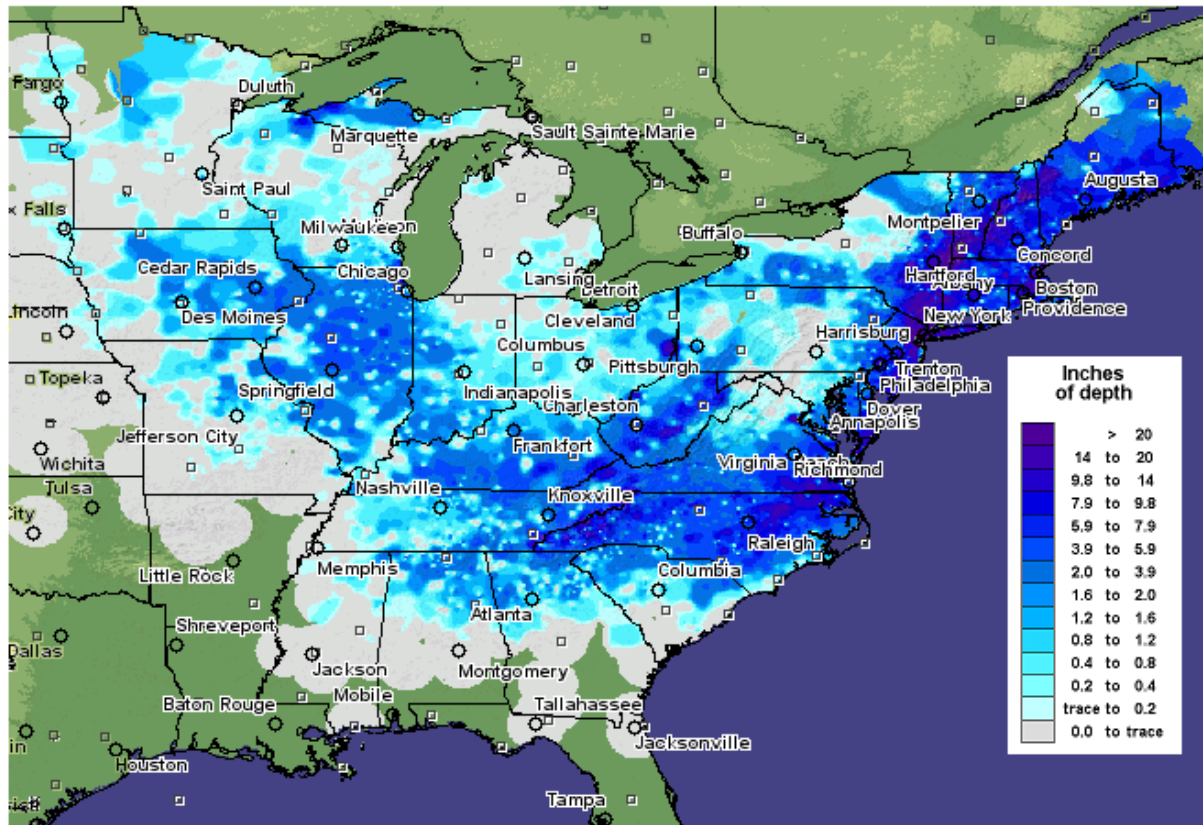 Fargo
Duluth
Marquette
Sault Sainte-Marie
Saint Paul
x Falls
Augusta
Montpelier
Milwaukee
Buffalo
Concord
Cedar Rapids
Chicago
Lansing
Hartford
Albany
Boston
Detroit
Providence
Des Moines
Cleveland
New York
Lincoln
Harrisburg
Columbus
Pittsburgh
Trenton
Topeka
Springfield
Indianapolis
Philadelphia
Charleston
Dover
Annapolis
Jefferson City
Frankfort
Wichita
Virginia Beach
Richmond
Tulsa
Nashville
Knoxville
City
Raleigh
Little Rock
Memphis
Columbia
Atlanta
Shreveport
Dallas
Jackson
Montgomery
Mobile
Baton Rouge
Tallahassee
Jacksonville
in
Houston
Tampa
Inches
of depth
> 20
14 to 20
9.8 to 14
7.9 to 9.8
5.9 to 7.9
3.9 to 5.9
2.0 to 3.9
1.6 to 2.0
1.2 to 1.6
0.8 to 1.2
0.4 to 0.8
0.2 to 0.4
trace to 0.2
0.0 to trace